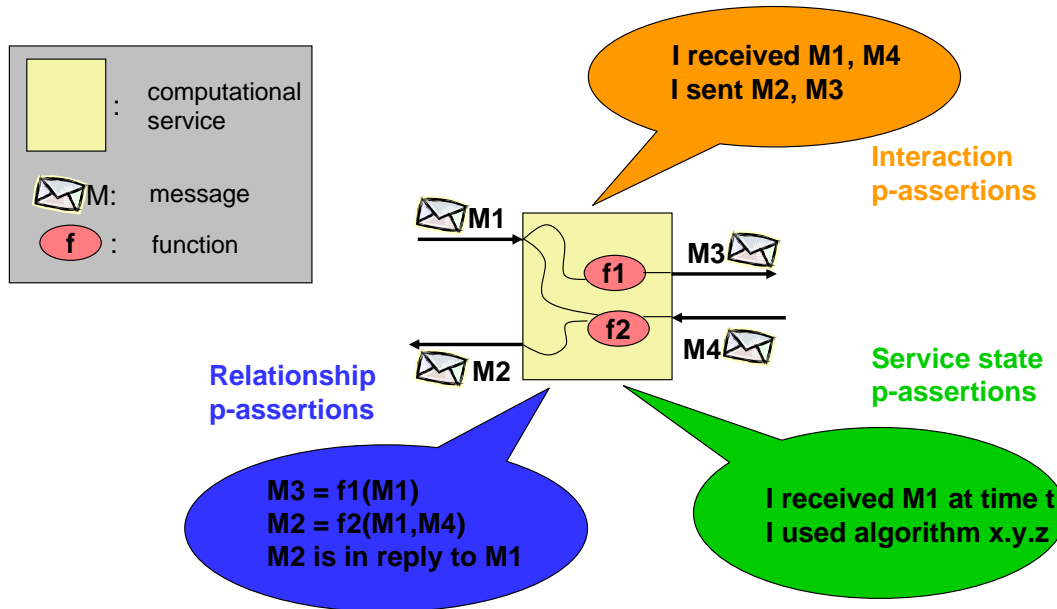 : computational
service
M: message
f : function
I received M1, M4
I sent M2, M3
Interaction
p-assertions
M1
M3
f1
f2
M4
M2
Relationship
p-assertions
Service state
p-assertions
M3 = f1(M1)
M2 = f2(M1,M4)
M2 is in reply to M1
I received M1 at time t
I used algorithm x.y.z